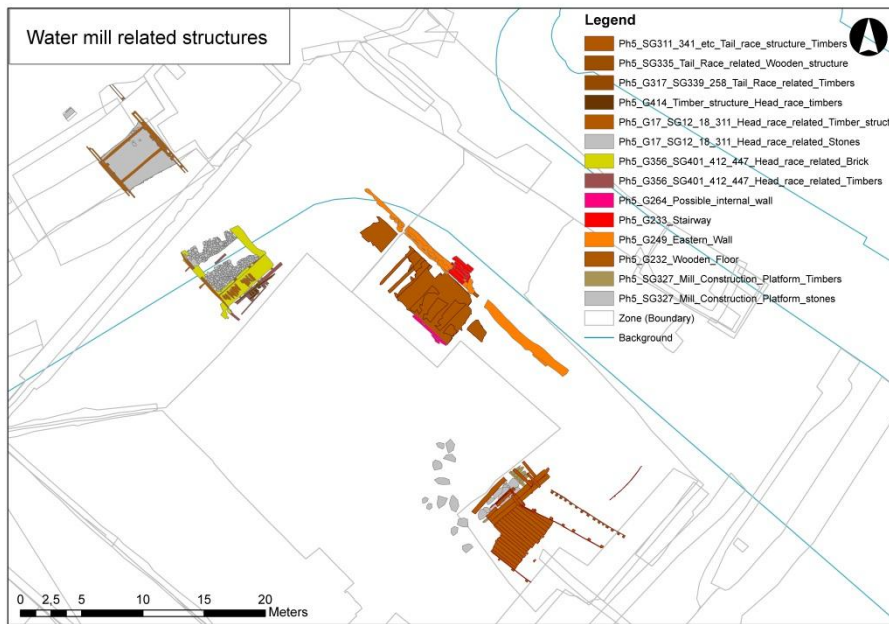 Water mill related structures
Legend
Ph5_SG311_341_etc_Tail_race_structure_Timbers
Ph5_SG335_Tail_Race_related_Wooden_structure
Ph5_G317_SG339_258_Tail_Race_related_Timbers
Ph5_G414_Timber_structure_Head_race_timbers
Ph5_G17_SG12_18_311_Head_race_related_Timber_struct
Ph5_G17_SG12_18_311_Head_race_related_Stones
Ph5_G356_SG401_412_447_Head_race_related_Brick
Ph5_G356_SG401_412_447_Head_race_related_Timbers
Ph5_G264_Possible_internal_wall
Ph5_G233_Stairway
Ph5_G249_Eastern_Wall
Ph5_G232_Wooden_Floor
Ph5_SG327_Mill_Construction_Platform_Timbers
Ph5_SG327_Mill_Construction_Platform_stones
Zone (Boundary)
Background
0 2,5 5 10 15 20
Meters